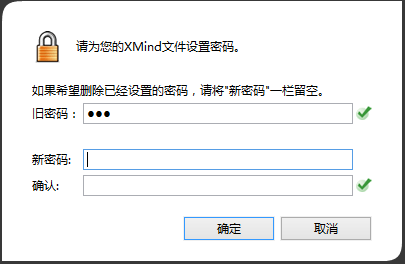 请为您的XMind文件设置密码。
如果希望删除已经设置的密码，请将"新密码"一栏留空。
旧密码： ●●●
新密码:
确认:
确定 取消